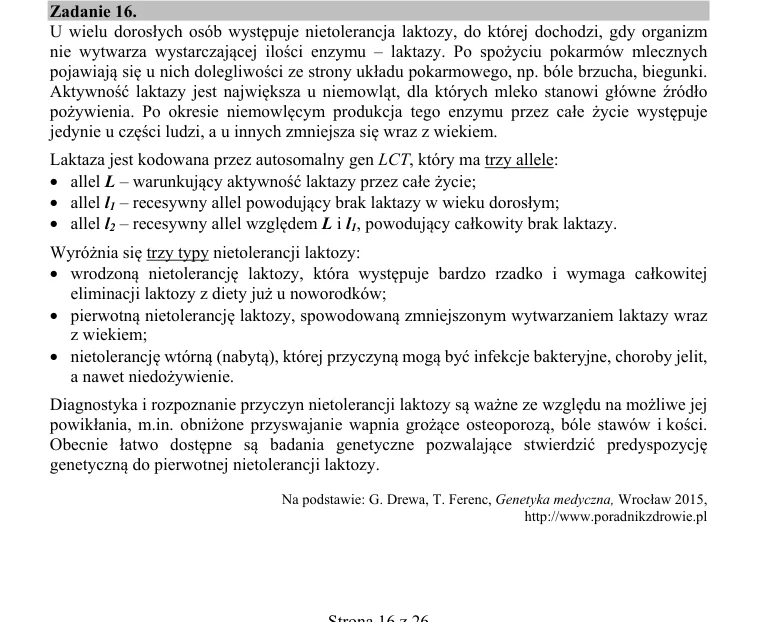 Zadanie 16.
U wielu dorosłych osób występuje nietolerancja laktozy, do której dochodzi, gdy organizm
nie wytwarza wystarczającej ilości enzymu – laktazy. Po spożyciu pokarmów mlecznych
pojawiają się u nich dolegliwości ze strony układu pokarmowego, np. bóle brzucha, biegunki.
Aktywność laktazy jest największa u niemowląt, dla których mleko stanowi główne źródło
pożywienia. Po okresie niemowlęcym produkcja tego enzymu przez całe życie występuje
jedynie u części ludzi, a u innych zmniejsza się wraz z wiekiem.
Laktaza jest kodowana przez autosomalny gen LCT, który ma trzy allele:
• allel L – warunkujący aktywność laktazy przez całe życie;
• allel l₁ – recesywny allel powodujący brak laktazy w wieku dorosłym;
• allel l₂ – recesywny allel względem L i l₁, powodujący całkowity brak laktazy.
Wyróżnia się trzy typy nietolerancji laktozy:
• wrodzoną nietolerancję laktozy, która występuje bardzo rzadko i wymaga całkowitej
eliminacji laktozy z diety już u noworodków;
• pierwotną nietolerancję laktozy, spowodowaną zmniejszonym wytwarzaniem laktazy wraz
z wiekiem;
• nietolerancję wtórną (nabytą), której przyczyną mogą być infekcje bakteryjne, choroby jelit,
a nawet niedożywienie.
Diagnostyka i rozpoznanie przyczyn nietolerancji laktozy są ważne ze względu na możliwe jej
powikłania, m.in. obniżone przyswajanie wapnia grożące osteoporozą, bóle stawów i kości.
Obecnie łatwo dostępne są badania genetyczne pozwalające stwierdzić predyspozycję
genetyczną do pierwotnej nietolerancji laktozy.
Na podstawie: G. Drewa, T. Ferenc, Genetyka medyczna, Wrocław 2015,
http://www.poradnikzdrowie.pl
Strona 16 z 26